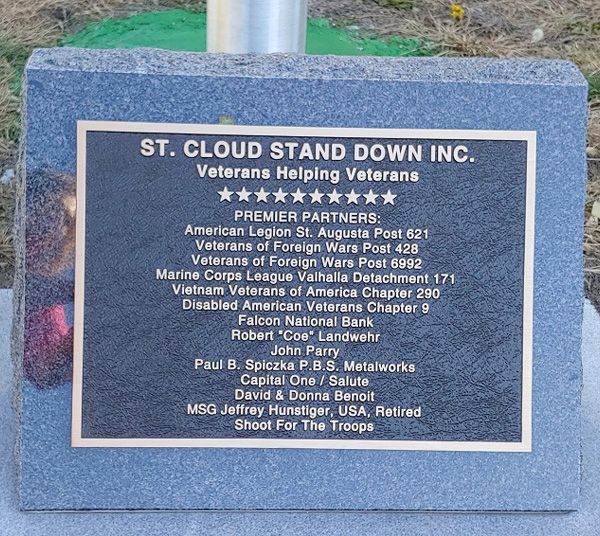 ST. CLOUD STAND DOWN INC.
Veterans Helping Veterans
★★★★★★★★★★
PREMIER PARTNERS:
American Legion St. Augusta Post 621
Veterans of Foreign Wars Post 428
Veterans of Foreign Wars Post 6992
Marine Corps League Valhalla Detachment 171
Vietnam Veterans of America Chapter 290
Disabled American Veterans Chapter 9
Falcon National Bank
Robert "Coe" Landwehr
John Parry
Paul B. Spiczka P.B.S. Metalworks
Capital One / Salute
David & Donna Benoit
MSG Jeffrey Hunstiger, USA, Retired
Shoot For The Troops